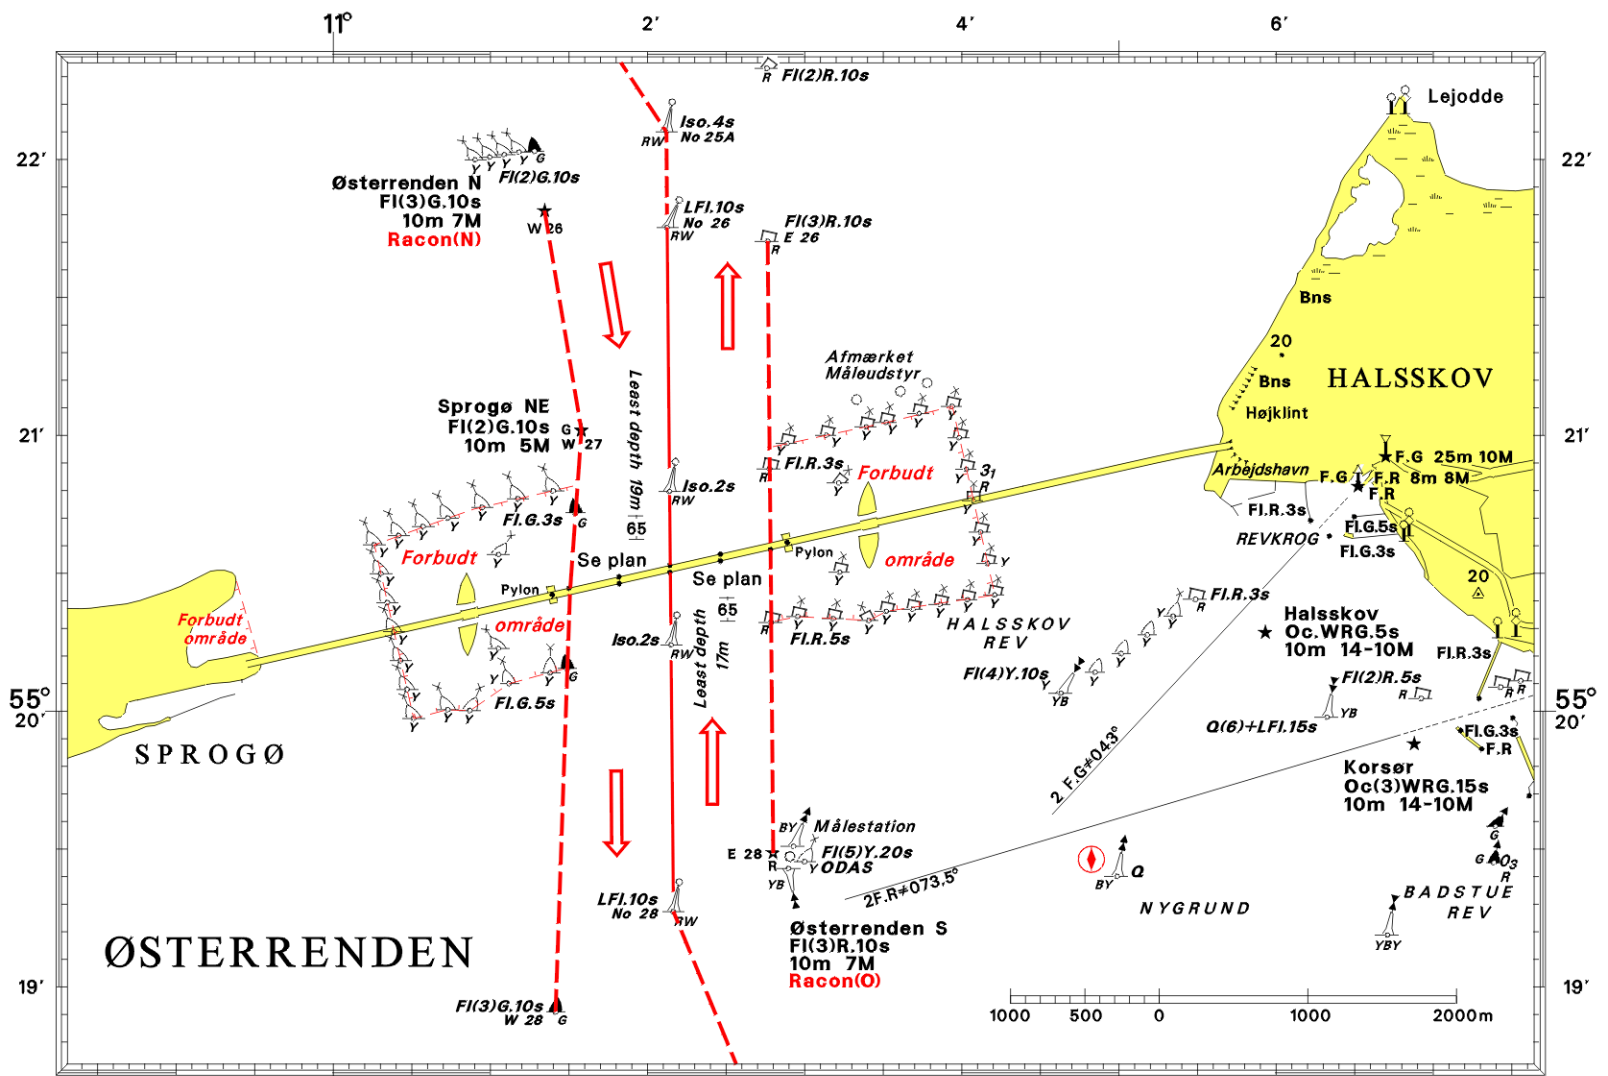 11°
2'
4'
6'
Fl(2)R.10s
R
Lejodde
Iso.4s
No 25A
RW
22'
22'
Y
Y
Y
Y
G
Fl(2)G.10s
Østerrenden N
Fl(3)G.10s
10m 7M
Racon(N)
W 26
LFl.10s
No 26
RW
Fl(3)R.10s
E 26
R
Bns
20
Afmærket
Måleudstyr
HALSSKOV
Bns
Højklint
Least depth 19m
65
Sprogø NE
Fl(2)G.10s
10m 5M
G
W 27
21'
21'
Y
Y
Y
Y
Y
Y
Y
Fl.R.3s
R
Forbudt
Y
31
R
Arbejdshavn
F.G 25m 10M
F.G
F.R 8m 8M
F.R
Iso.2s
RW
Fl.R.3s
Fl.G.5s
REVKROG
Fl.G.3s
Y
Y
Y
Y
Y
Y
Fl.G.3s
G
Forbudt
Y
Se plan
Pylon
område
Y
Y
Y
Pylon
Se plan
65
Least depth
17m
20
Forbudt
område
Y
Y
område
Iso.2s
RW
R
Y
Y
Y
Y
Y
Y
Y
Y
Fl.R.5s
HALSSKOV
REV
Fl.R.3s
Y
Y
Y
Y
Halsskov
Oc.WRG.5s
10m 14-10M
Fl.R.3s
Y
Y
Y
Y
Y
Y
Y
Y
G
Fl.G.5s
Fl(4)Y.10s
Y
YB
Fl(2)R.5s
R
YB
Q(6)+LFl.15s
55°
20'
55°
20'
SPROGØ
Fl.G.3s
F.R
Korsør
Oc(3)WRG.15s
10m 14-10M
2 F.G≠043°
BY
Målestation
E 28
R
Y
Fl(5)Y.20s
ODAS
YB
2F.R≠073,5°
BY
Q
G
G
3
R
BADSTUE
REV
NYGRUND
LFl.10s
No 28
RW
YBY
Østerrenden S
Fl(3)R.10s
10m 7M
Racon(O)
ØSTERRENDEN
19'
19'
Fl(3)G.10s
W 28
G
1000
500
0
1000
2000m